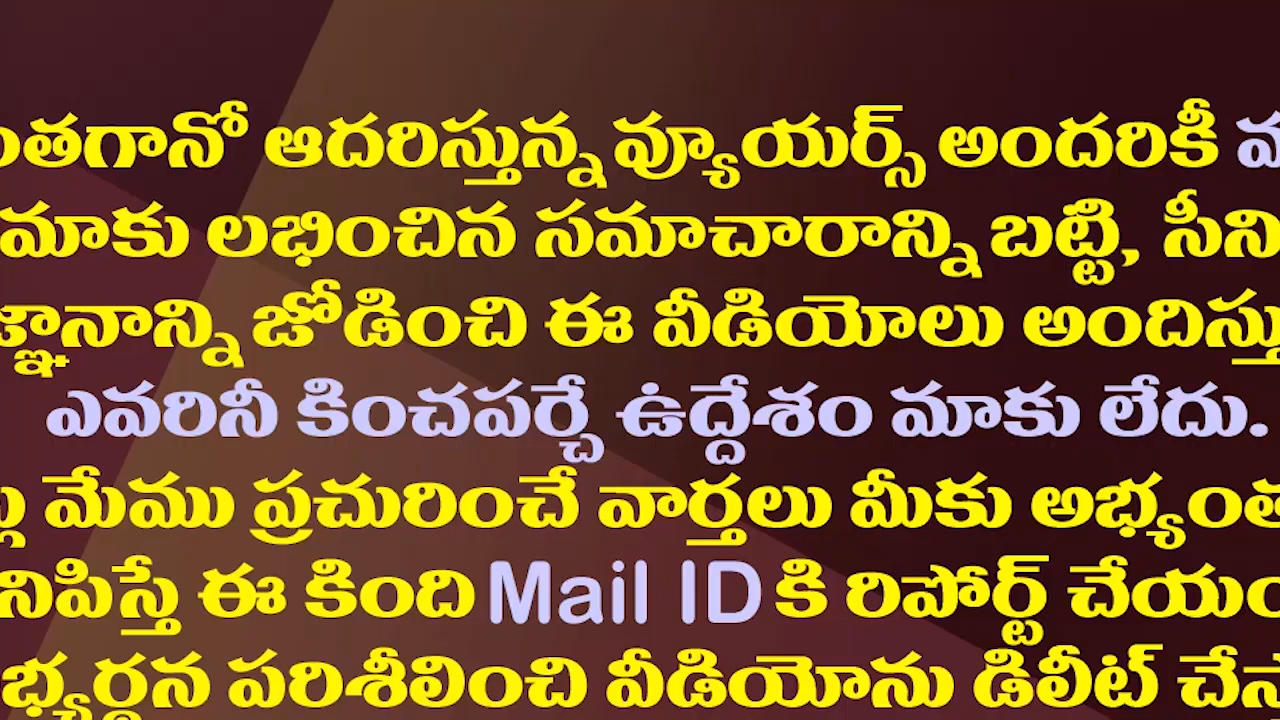 ఆదరిస్తున్న వ్యూయర్స్ అందరికీ
మాకు లభించిన సమాచారాన్ని బట్టి,
జ్ఞానాన్ని జోడించి ఈ వీడియోలు
ఎవరినీ కించపర్చే ఉద్దేశం మాకు లేదు.
మేము ప్రచురించే వార్తలు మీకు
ఈ కింది Mail ID కి రిపోర్ట్
పరిశీలించి వీడియోను డిలీట్